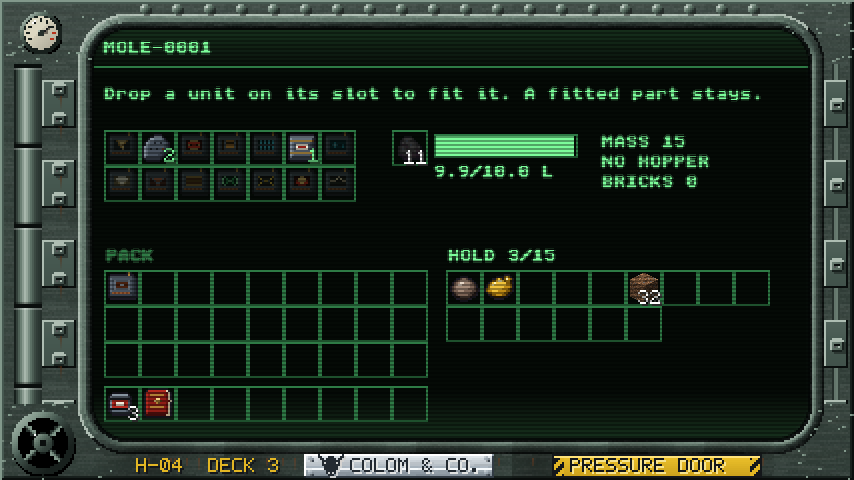 MOLE-0001
Drop a unit on its slot to fit it. A fitted part stays.
2 1
11
9.9/10.0 L
MASS 15
NO HOPPER
BRICKS 0
PACK
HOLD 3/15
32
3
H-04 DECK 3
COLOM & CO.
PRESSURE DOOR